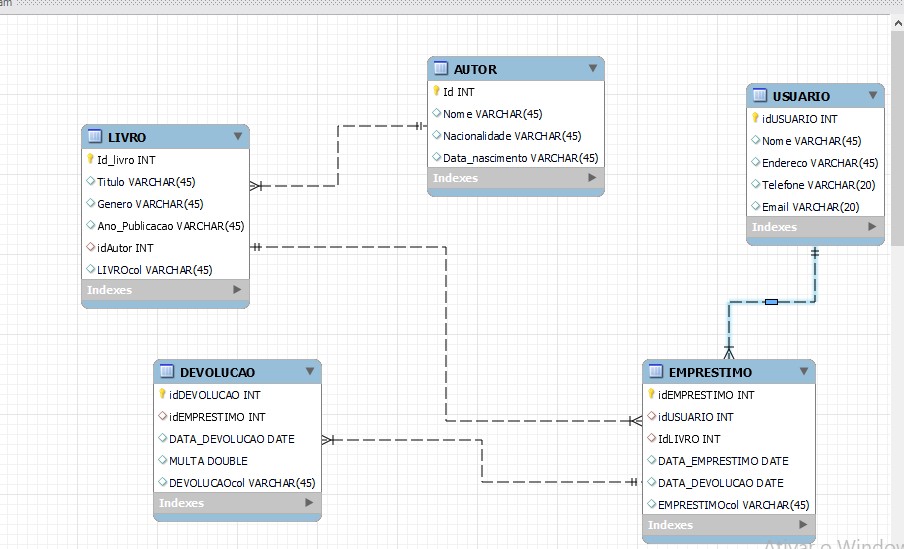 am
AUTOR
Id INT
Nome VARCHAR(45)
Nacionalidade VARCHAR(45)
Data_nascimento VARCHAR(45)
Indexes
USUARIO
idUSUARIO INT
Nome VARCHAR(45)
Endereco VARCHAR(45)
Telefone VARCHAR(20)
Email VARCHAR(20)
Indexes
LIVRO
Id_livro INT
Titulo VARCHAR(45)
Genero VARCHAR(45)
Ano_Publicacao VARCHAR(45)
idAutor INT
LIVROcol VARCHAR(45)
Indexes
DEVOLUCAO
idDEVOLUCAO INT
idEMPRESTIMO INT
DATA_DEVOLUCAO DATE
MULTA DOUBLE
DEVOLUCAOcol VARCHAR(45)
Indexes
EMPRESTIMO
idEMPRESTIMO INT
idUSUARIO INT
IdLIVRO INT
DATA_EMPRESTIMO DATE
DATA_DEVOLUCAO DATE
EMPRESTIMOcol VARCHAR(45)
Indexes
Ativar o Window